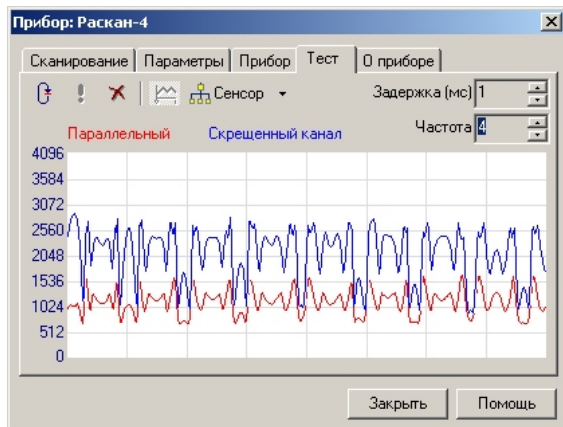 Прибор: Раскан-4
Сканирование Параметры Прибор Тест О приборе
Сенсор Задержка (мс) 1
Частота 4
Параллельный Скрещенный канал
4096
3584
3072
2560
2048
1536
1024
512
0
Закрыть Помощь